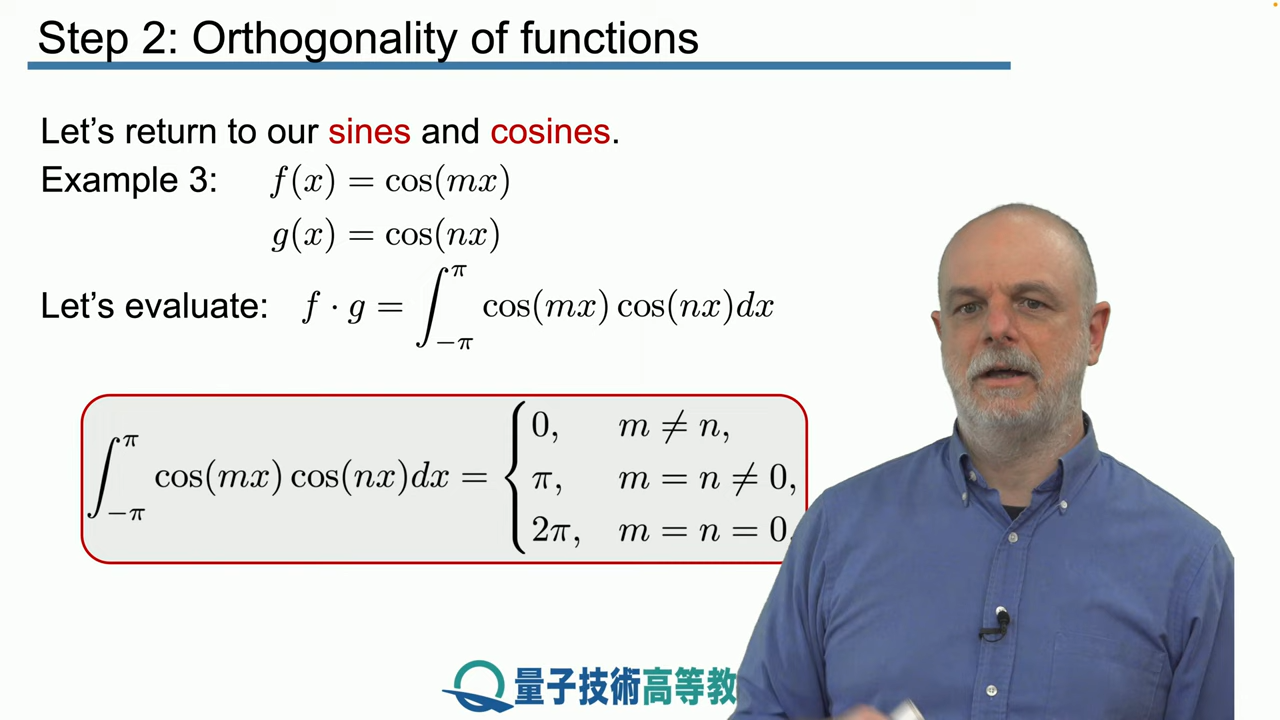 Step 2: Orthogonality of functions
Let's return to our sines and cosines.
Example 3: f(x) = cos(mx)
g(x) = cos(nx)
Let's evaluate: f · g = ∫_{-π}^{π} cos(mx) cos(nx)dx
∫_{-π}^{π} cos(mx) cos(nx)dx = { 0, m ≠ n,
π, m = n ≠ 0,
2π, m = n = 0.
量子技術高等教